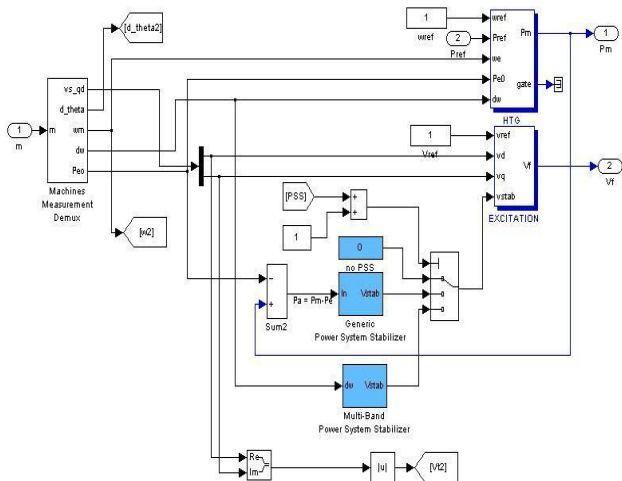 [d_theta2]
1
wref
2
Pref
wref
Pref
we
Pe0
dw
Pm
gate
HTG
1
Pm
1
m
m
vs_qd
d_theta
wm
dw
Peo
Machines
Measurement
Demux
[w2]
1
Vref
vref
vd
vq
vstab
Vf
EXCITATION
2
Vf
[PSS]
+
+
1
0
no PSS
−
+
Sum2
Pa = Pm-Pe
In
Vstab
Generic
Power System Stabilizer
dw
Vstab
Multi-Band
Power System Stabilizer
Re
Im
|u|
[Vt2]